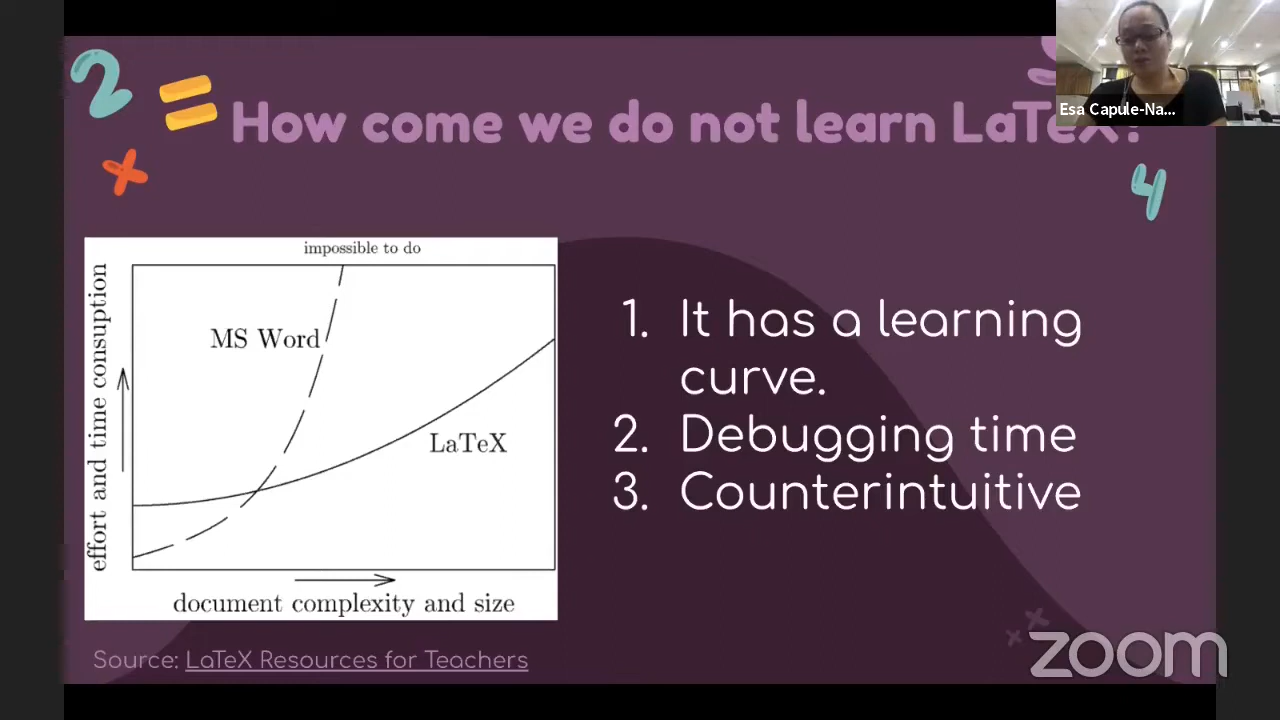 2 =
How come we do not learn LaTeX?
×
4
Esa Capule-Na...
impossible to do
MS Word
LaTeX
effort and time consuption
document complexity and size
1. It has a learning
curve.
2. Debugging time
3. Counterintuitive
Source: LaTeX Resources for Teachers
zoom